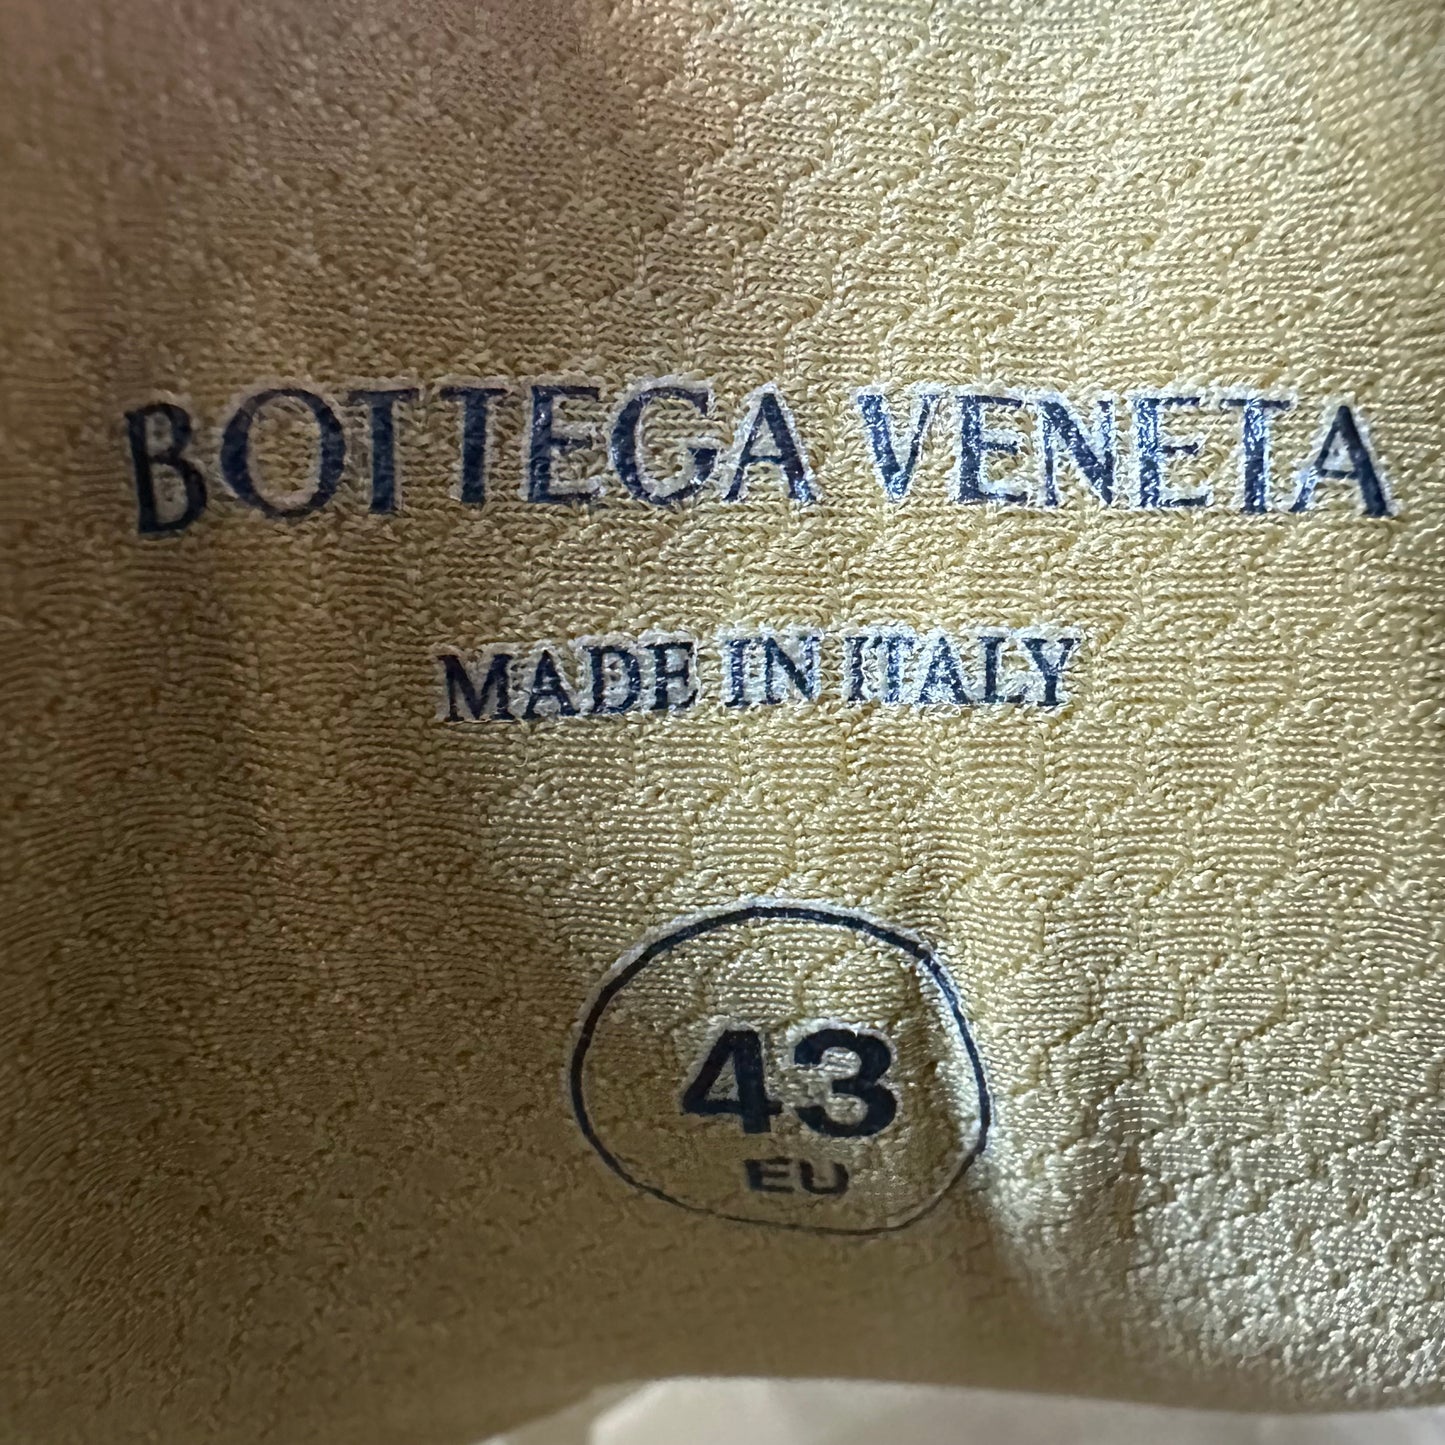 BOTTEGA VENETA
MADE IN ITALY
43
EU